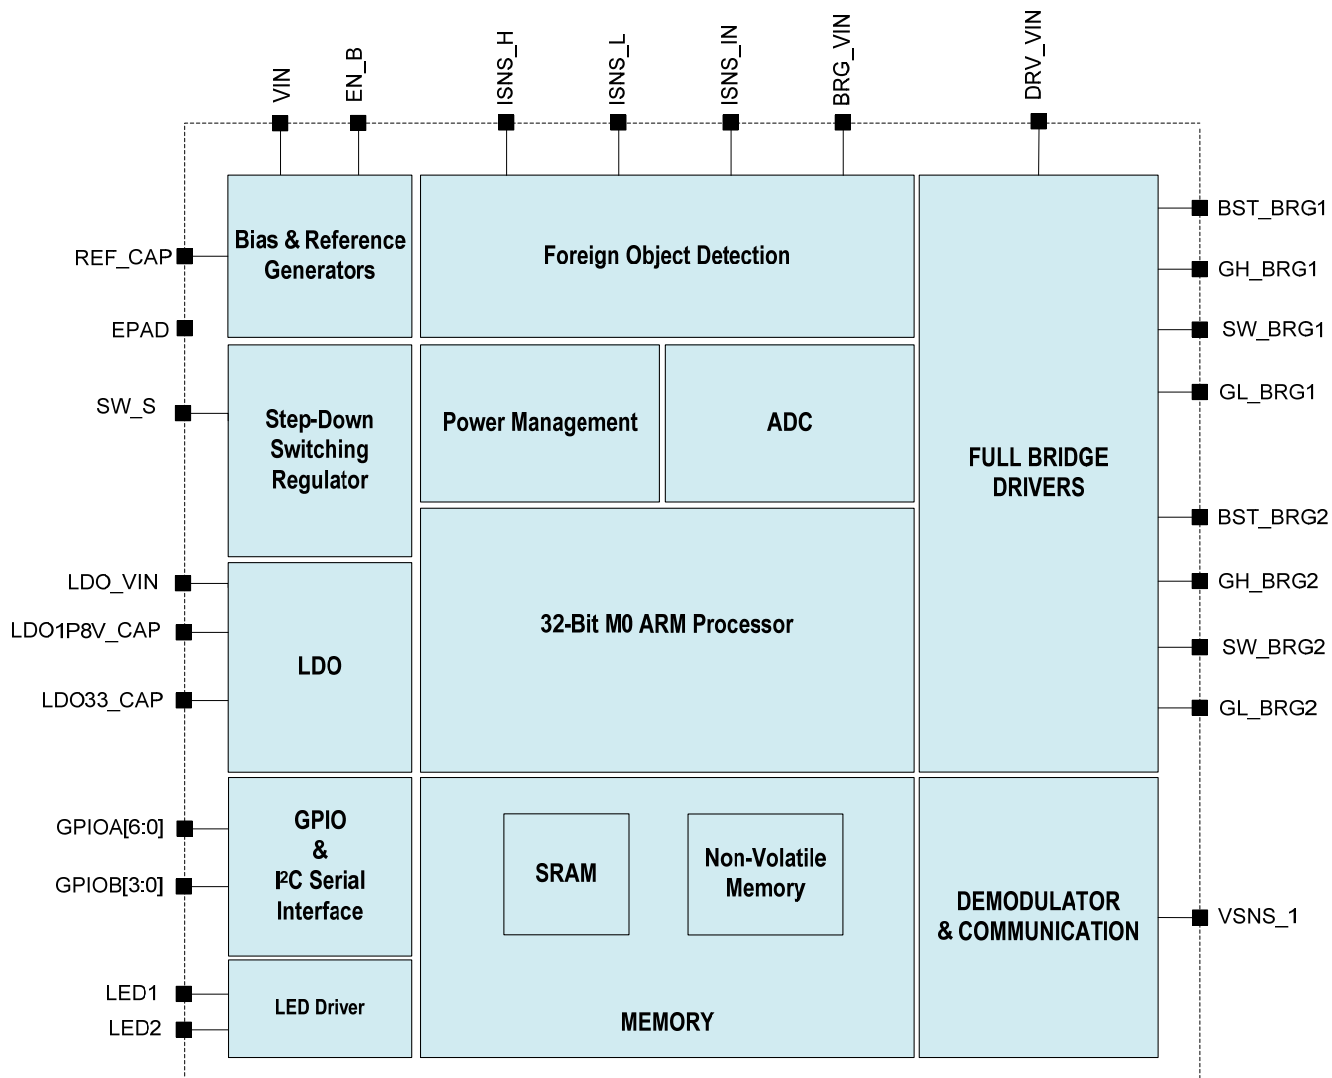 VIN
EN_B
ISNS_H
ISNS_L
ISNS_IN
BRG_VIN
DRV_VIN
REF_CAP
EPAD
SW_S
LDO_VIN
LDO1P8V_CAP
LDO33_CAP
GPIOA[6:0]
GPIOB[3:0]
LED1
LED2
Bias & Reference
Generators
Foreign Object Detection
Step-Down
Switching
Regulator
Power Management
ADC
FULL BRIDGE
DRIVERS
LDO
32-Bit M0 ARM Processor
GPIO
&
I²C Serial
Interface
SRAM
Non-Volatile
Memory
MEMORY
DEMODULATOR
& COMMUNICATION
LED Driver
BST_BRG1
GH_BRG1
SW_BRG1
GL_BRG1
BST_BRG2
GH_BRG2
SW_BRG2
GL_BRG2
VSNS_1